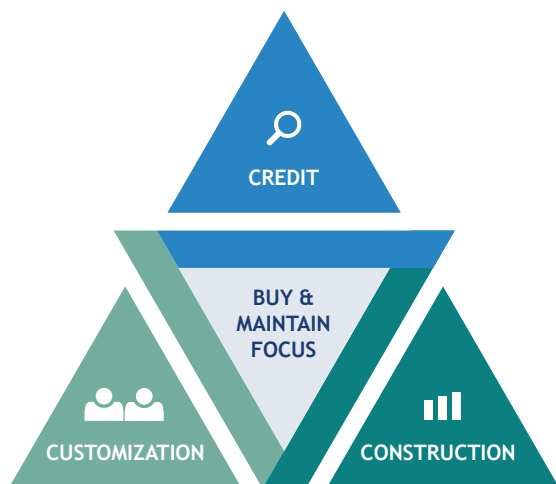 CREDIT
BUY &
MAINTAIN
FOCUS
CUSTOMIZATION
CONSTRUCTION